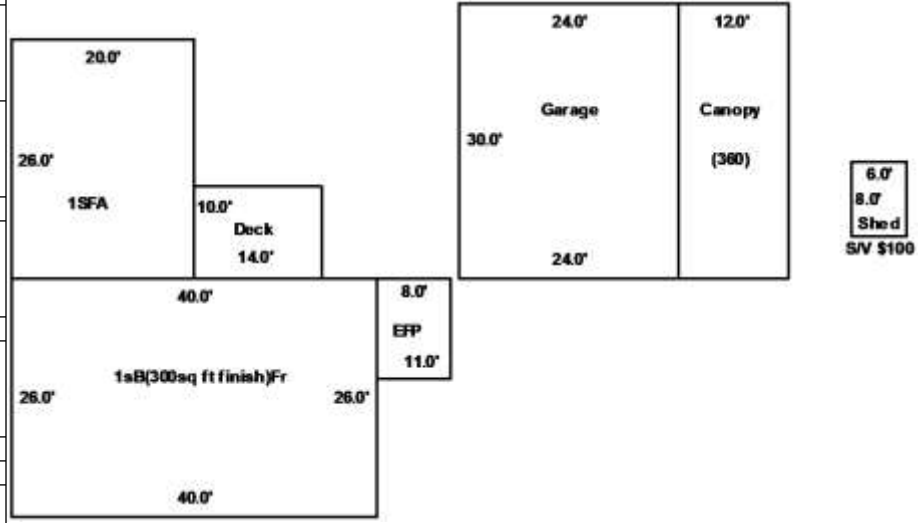 20.0'
26.0'
1SFA
10.0'
Deck
14.0'
40.0'
1sB(300sq ft finish)Fr
26.0'
26.0'
40.0'
8.0'
EFP
11.0'
24.0'
Garage
30.0'
24.0'
12.0'
Canopy
(360)
6.0'
8.0'
Shed
S/V $100